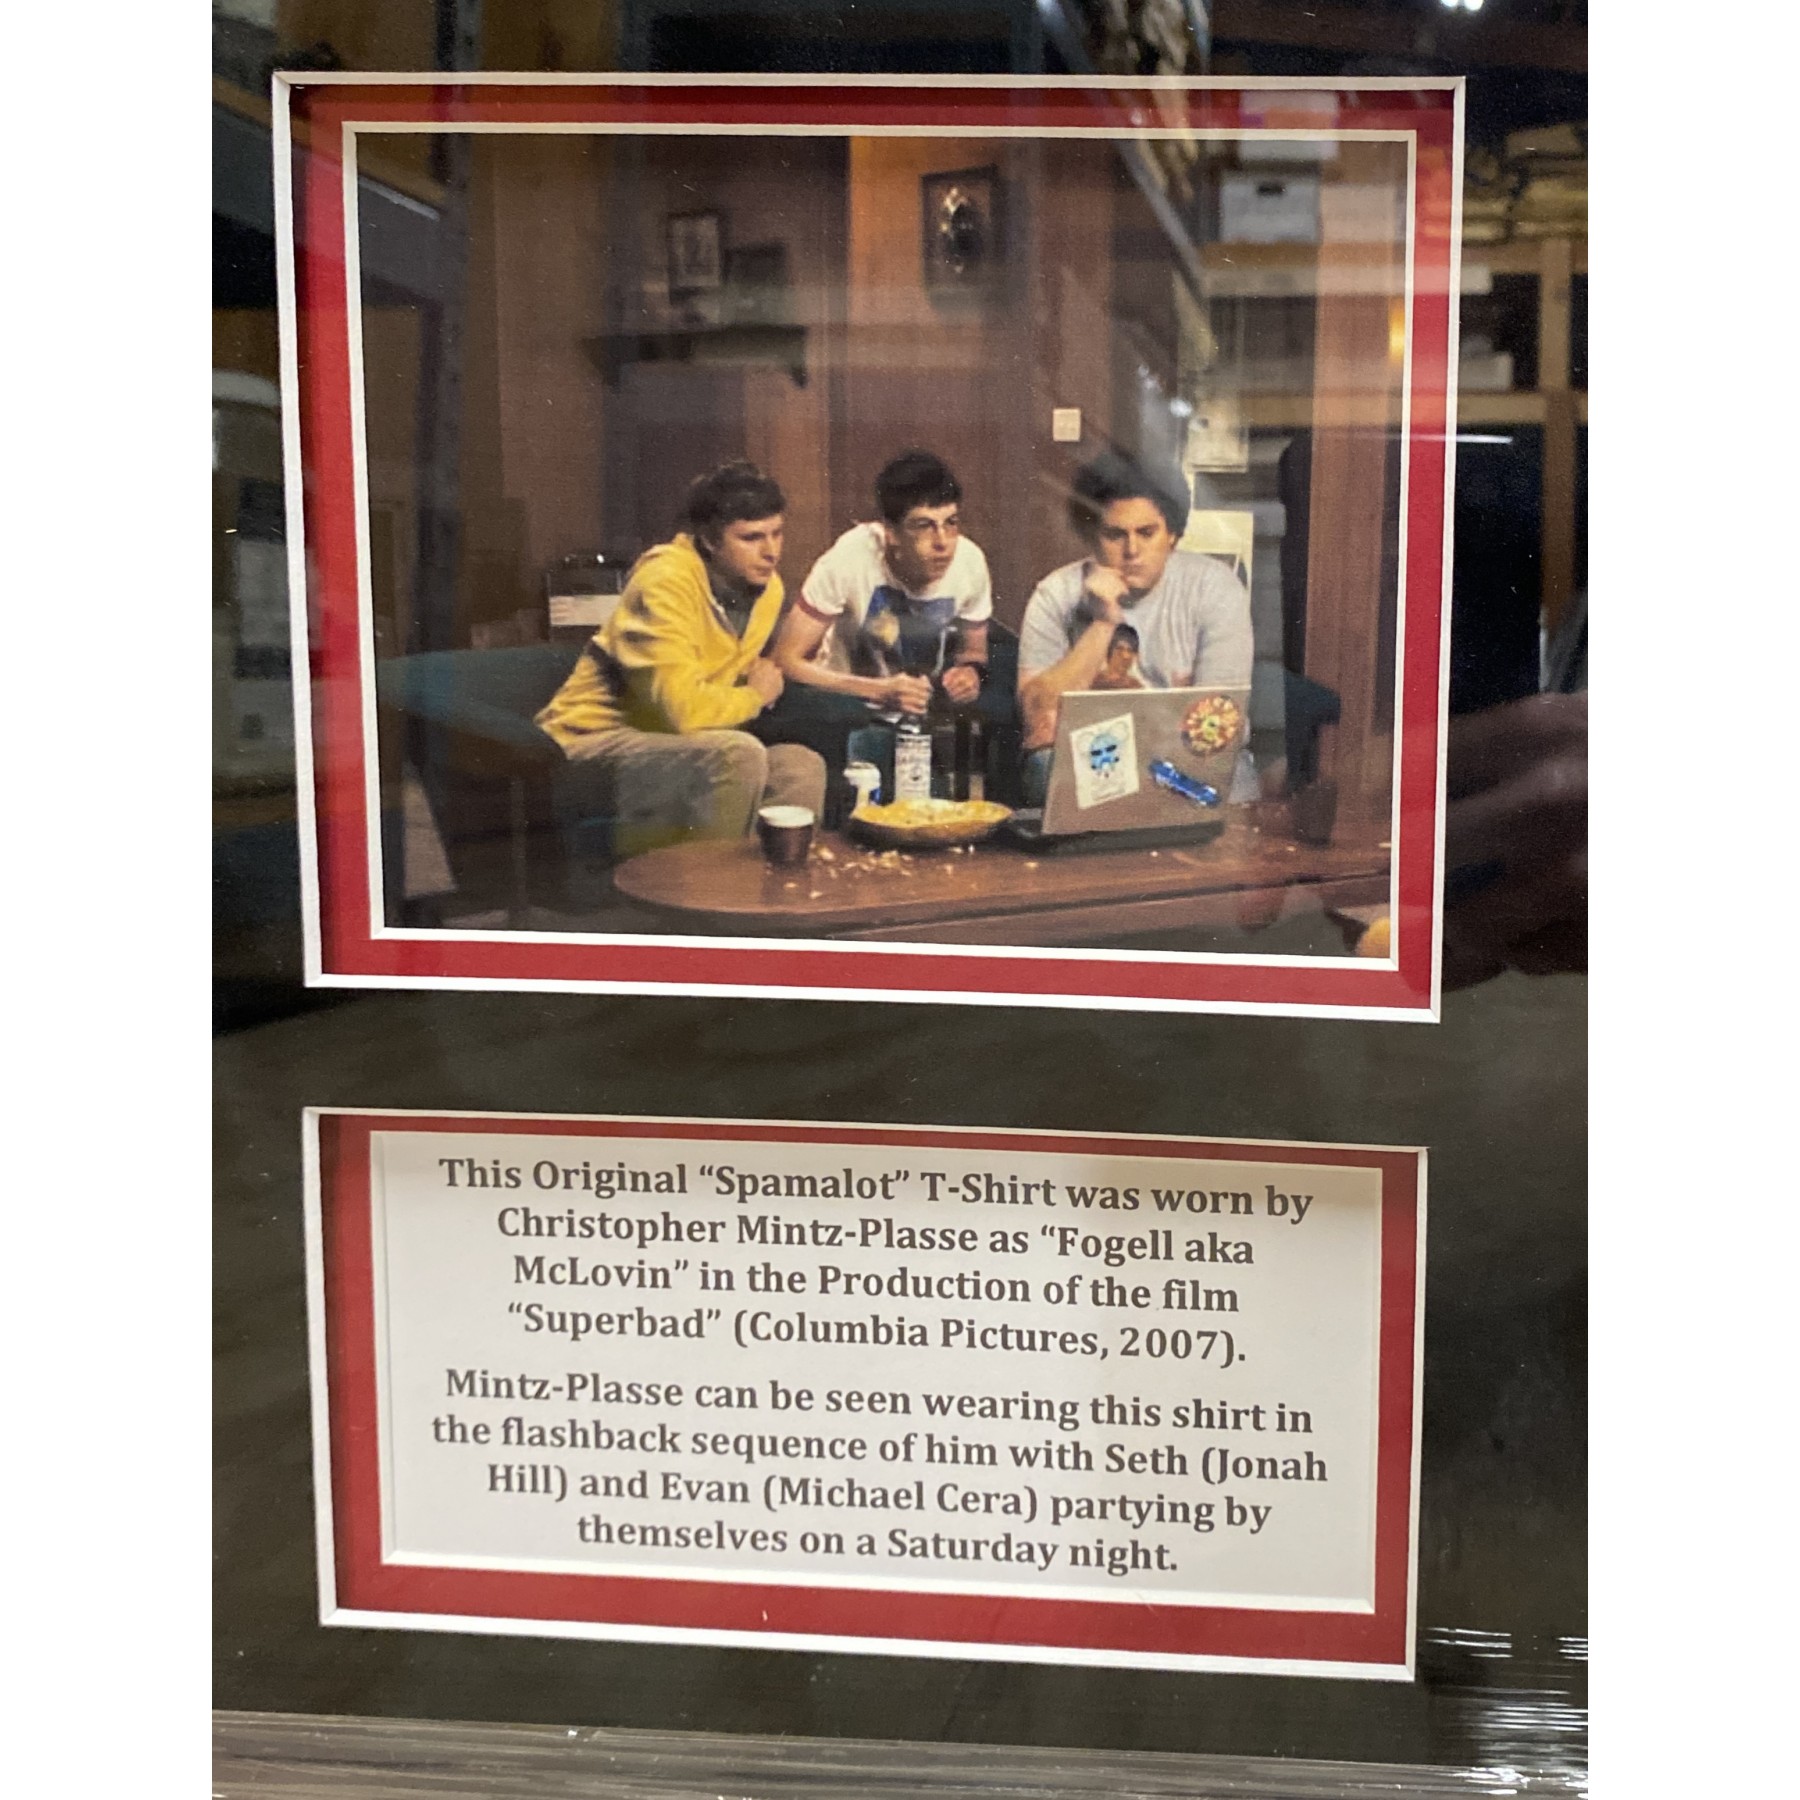 This Original “Spamalot” T-Shirt was worn by
Christopher Mintz-Plasse as “Fogell aka
McLovin” in the Production of the film
“Superbad” (Columbia Pictures, 2007).
Mintz-Plasse can be seen wearing this shirt in
the flashback sequence of him with Seth (Jonah
Hill) and Evan (Michael Cera) partying by
themselves on a Saturday night.